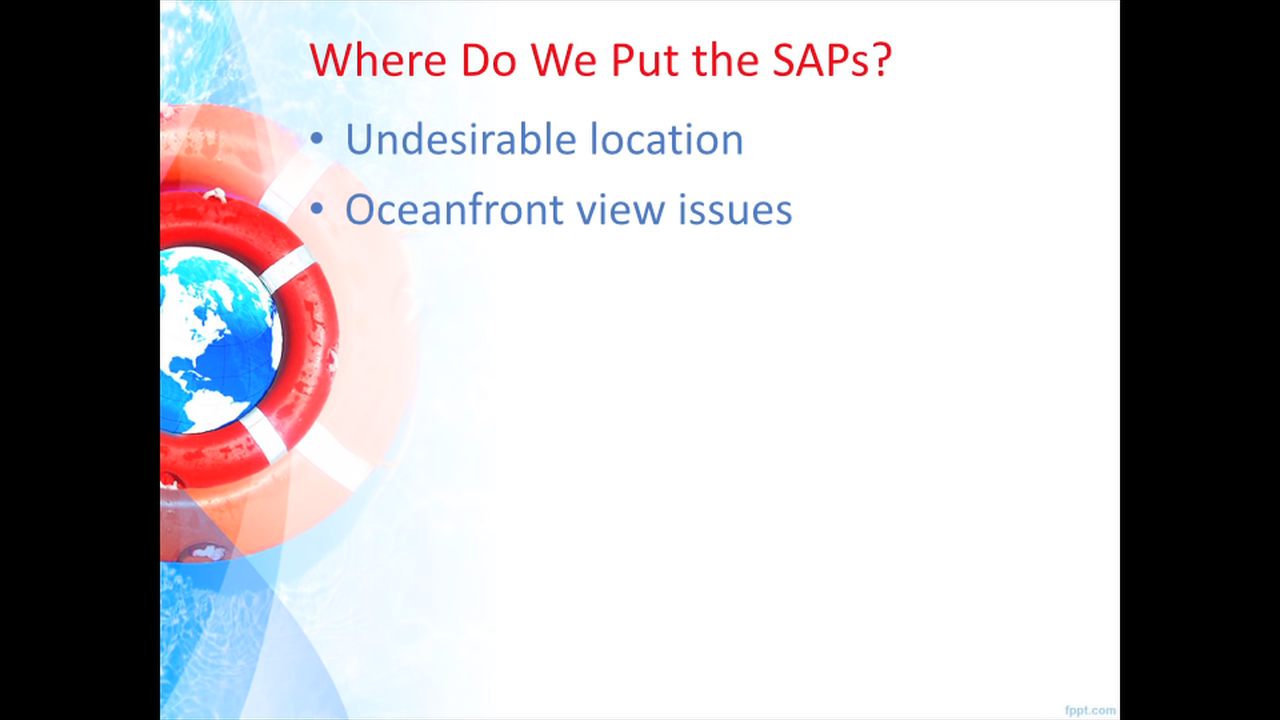 Where Do We Put the SAPs?
• Undesirable location
• Oceanfront view issues
fppt.com